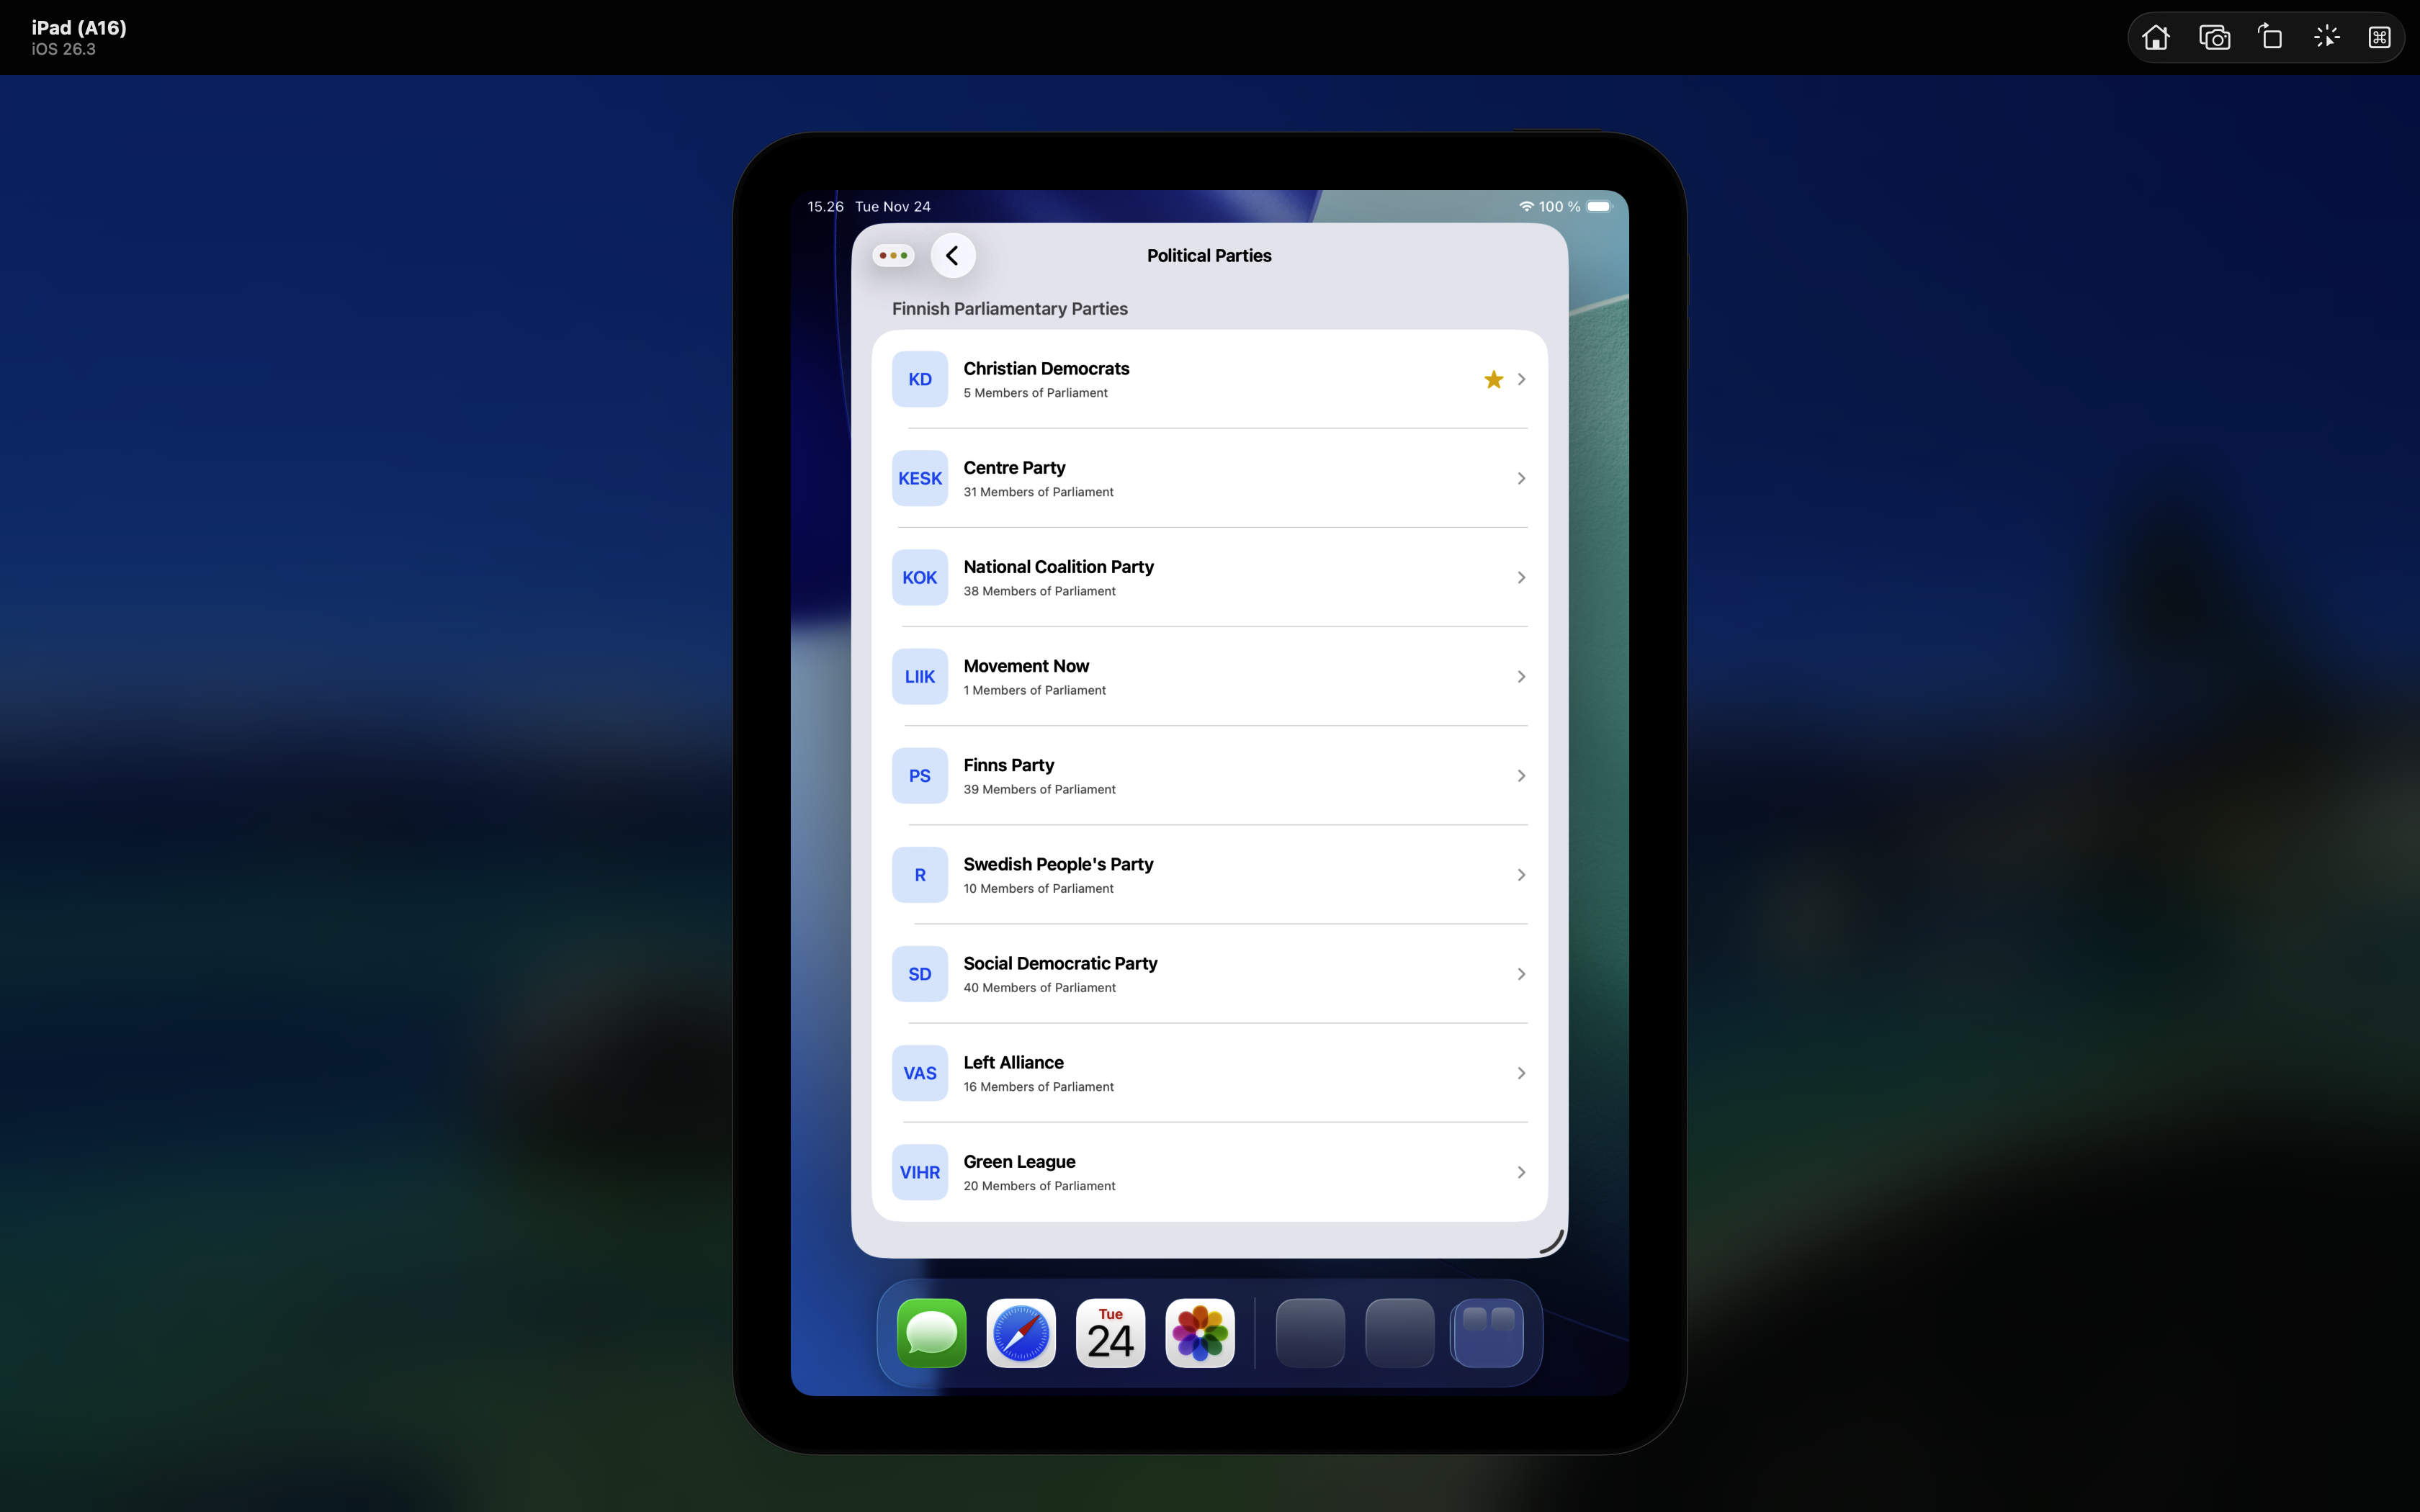 iPad (A16)
iOS 26.3
15.26 Tue Nov 24
100 %
Political Parties
Finnish Parliamentary Parties
KD
Christian Democrats
5 Members of Parliament
KESK
Centre Party
31 Members of Parliament
KOK
National Coalition Party
38 Members of Parliament
LIIK
Movement Now
1 Members of Parliament
PS
Finns Party
39 Members of Parliament
R
Swedish People's Party
10 Members of Parliament
SD
Social Democratic Party
40 Members of Parliament
VAS
Left Alliance
16 Members of Parliament
VIHR
Green League
20 Members of Parliament
Tue
24